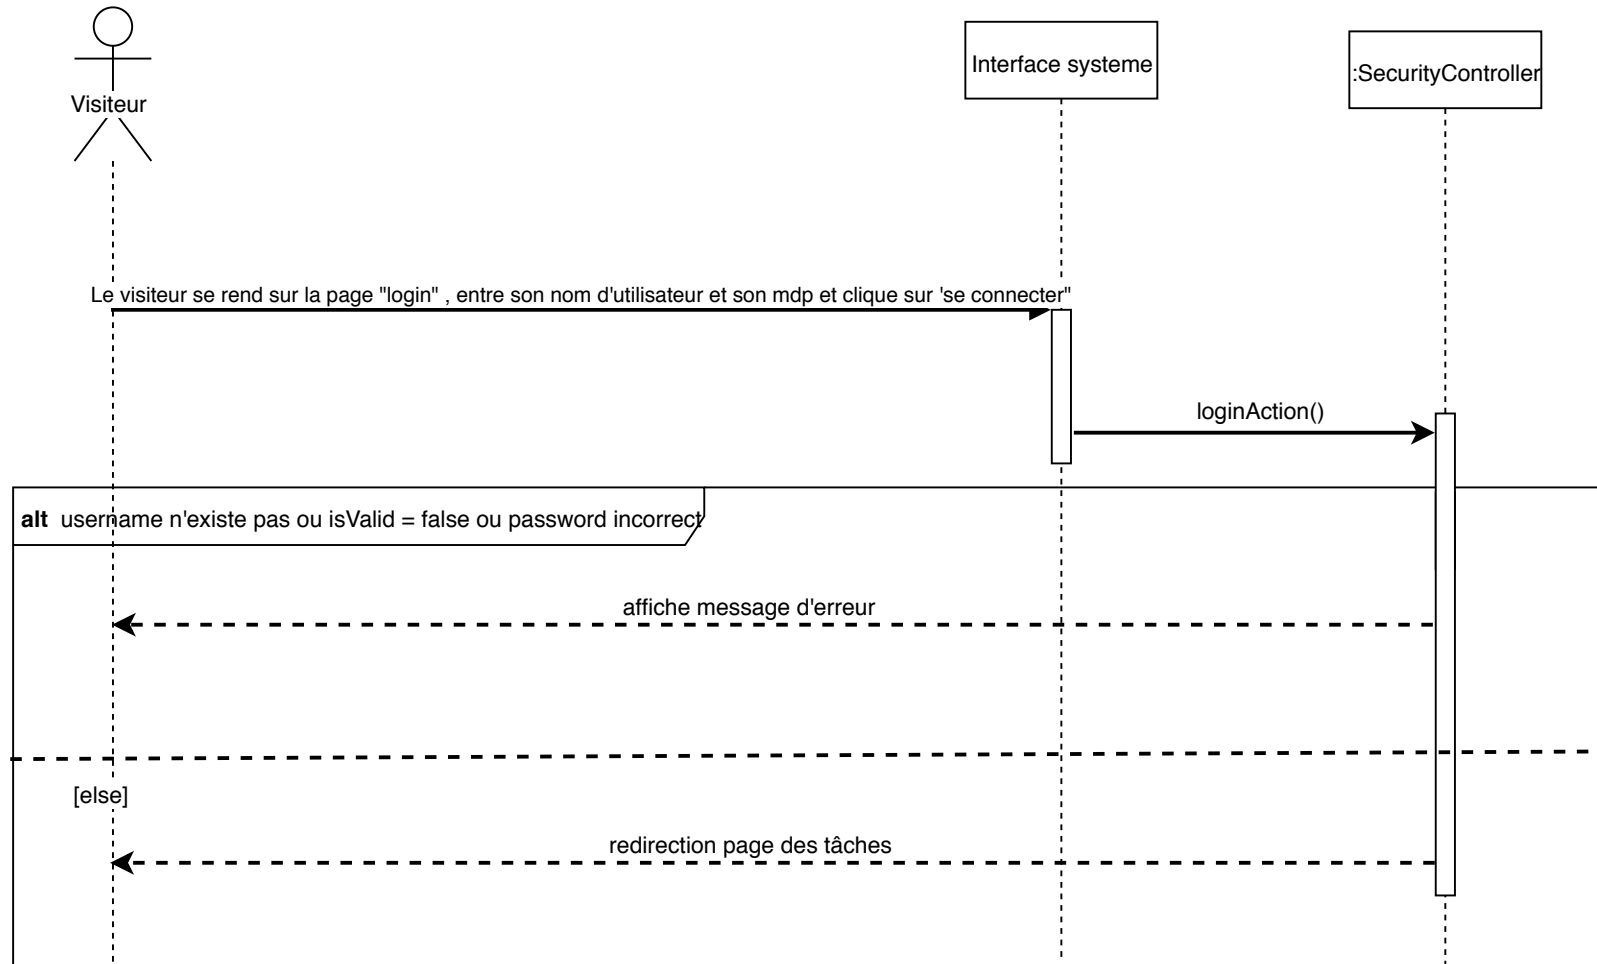 Visiteur
Interface systeme
:SecurityController
Le visiteur se rend sur la page "login" , entre son nom d'utilisateur et son mdp et clique sur 'se connecter"
loginAction()
alt username n'existe pas ou isValid = false ou password incorrect
affiche message d'erreur
[else]
redirection page des tâches